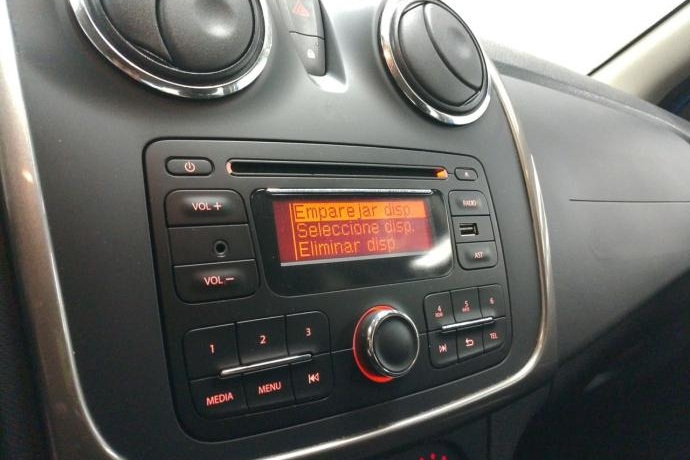 VOL +
RADIO
Emparejar disp.
Seleccione disp.
Eliminar disp.
VOL −
AST
1 2 3
4 5 6
MEDIA MENU
TEL